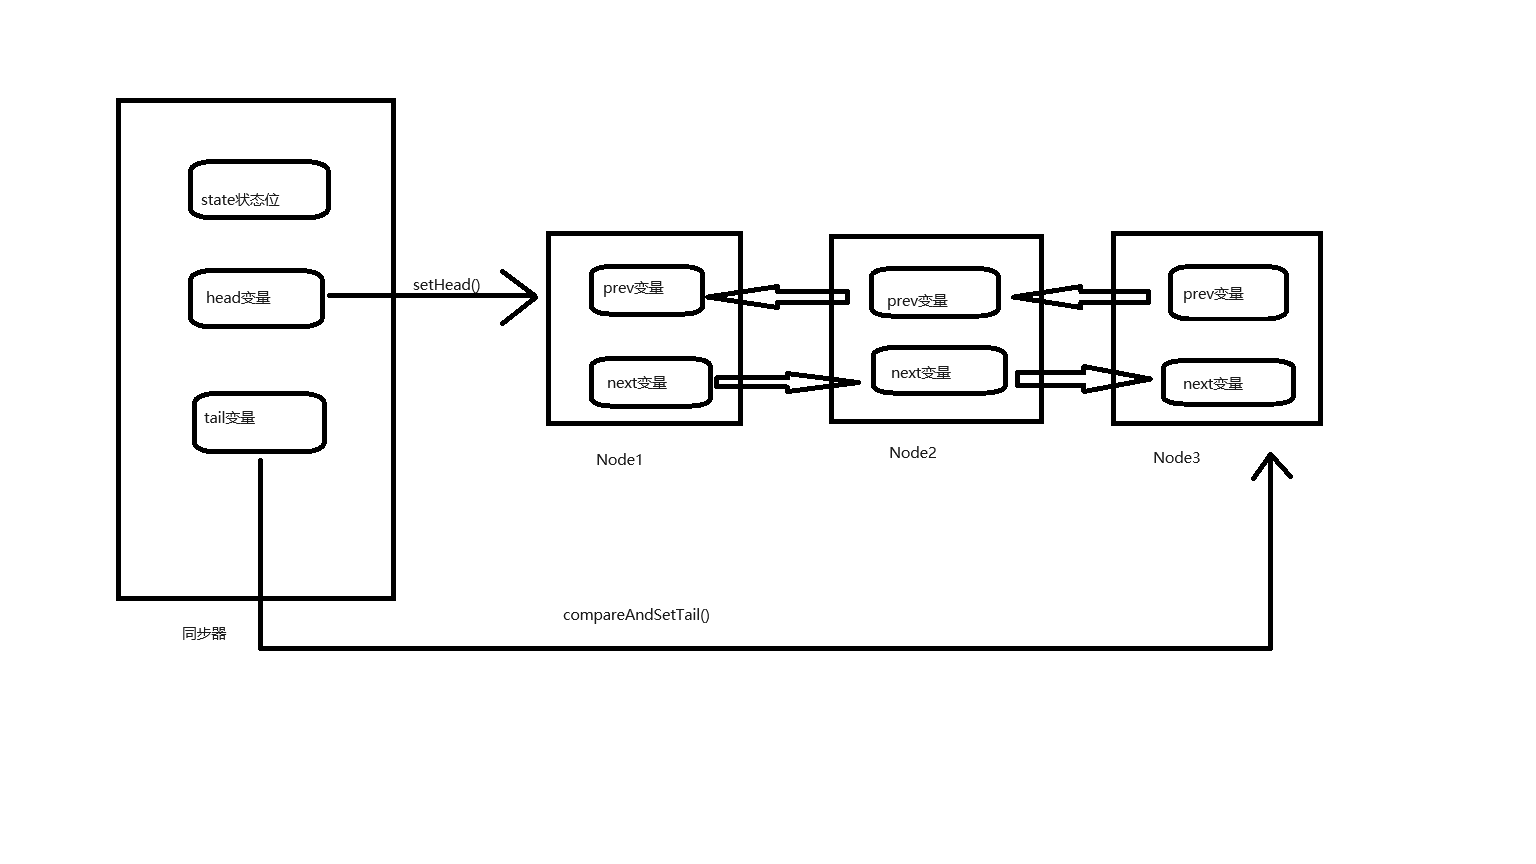 state状态位
head变量
setHead()
tail变量
同步器
prev变量
next变量
Node1
prev变量
next变量
Node2
prev变量
next变量
Node3
compareAndSetTail()